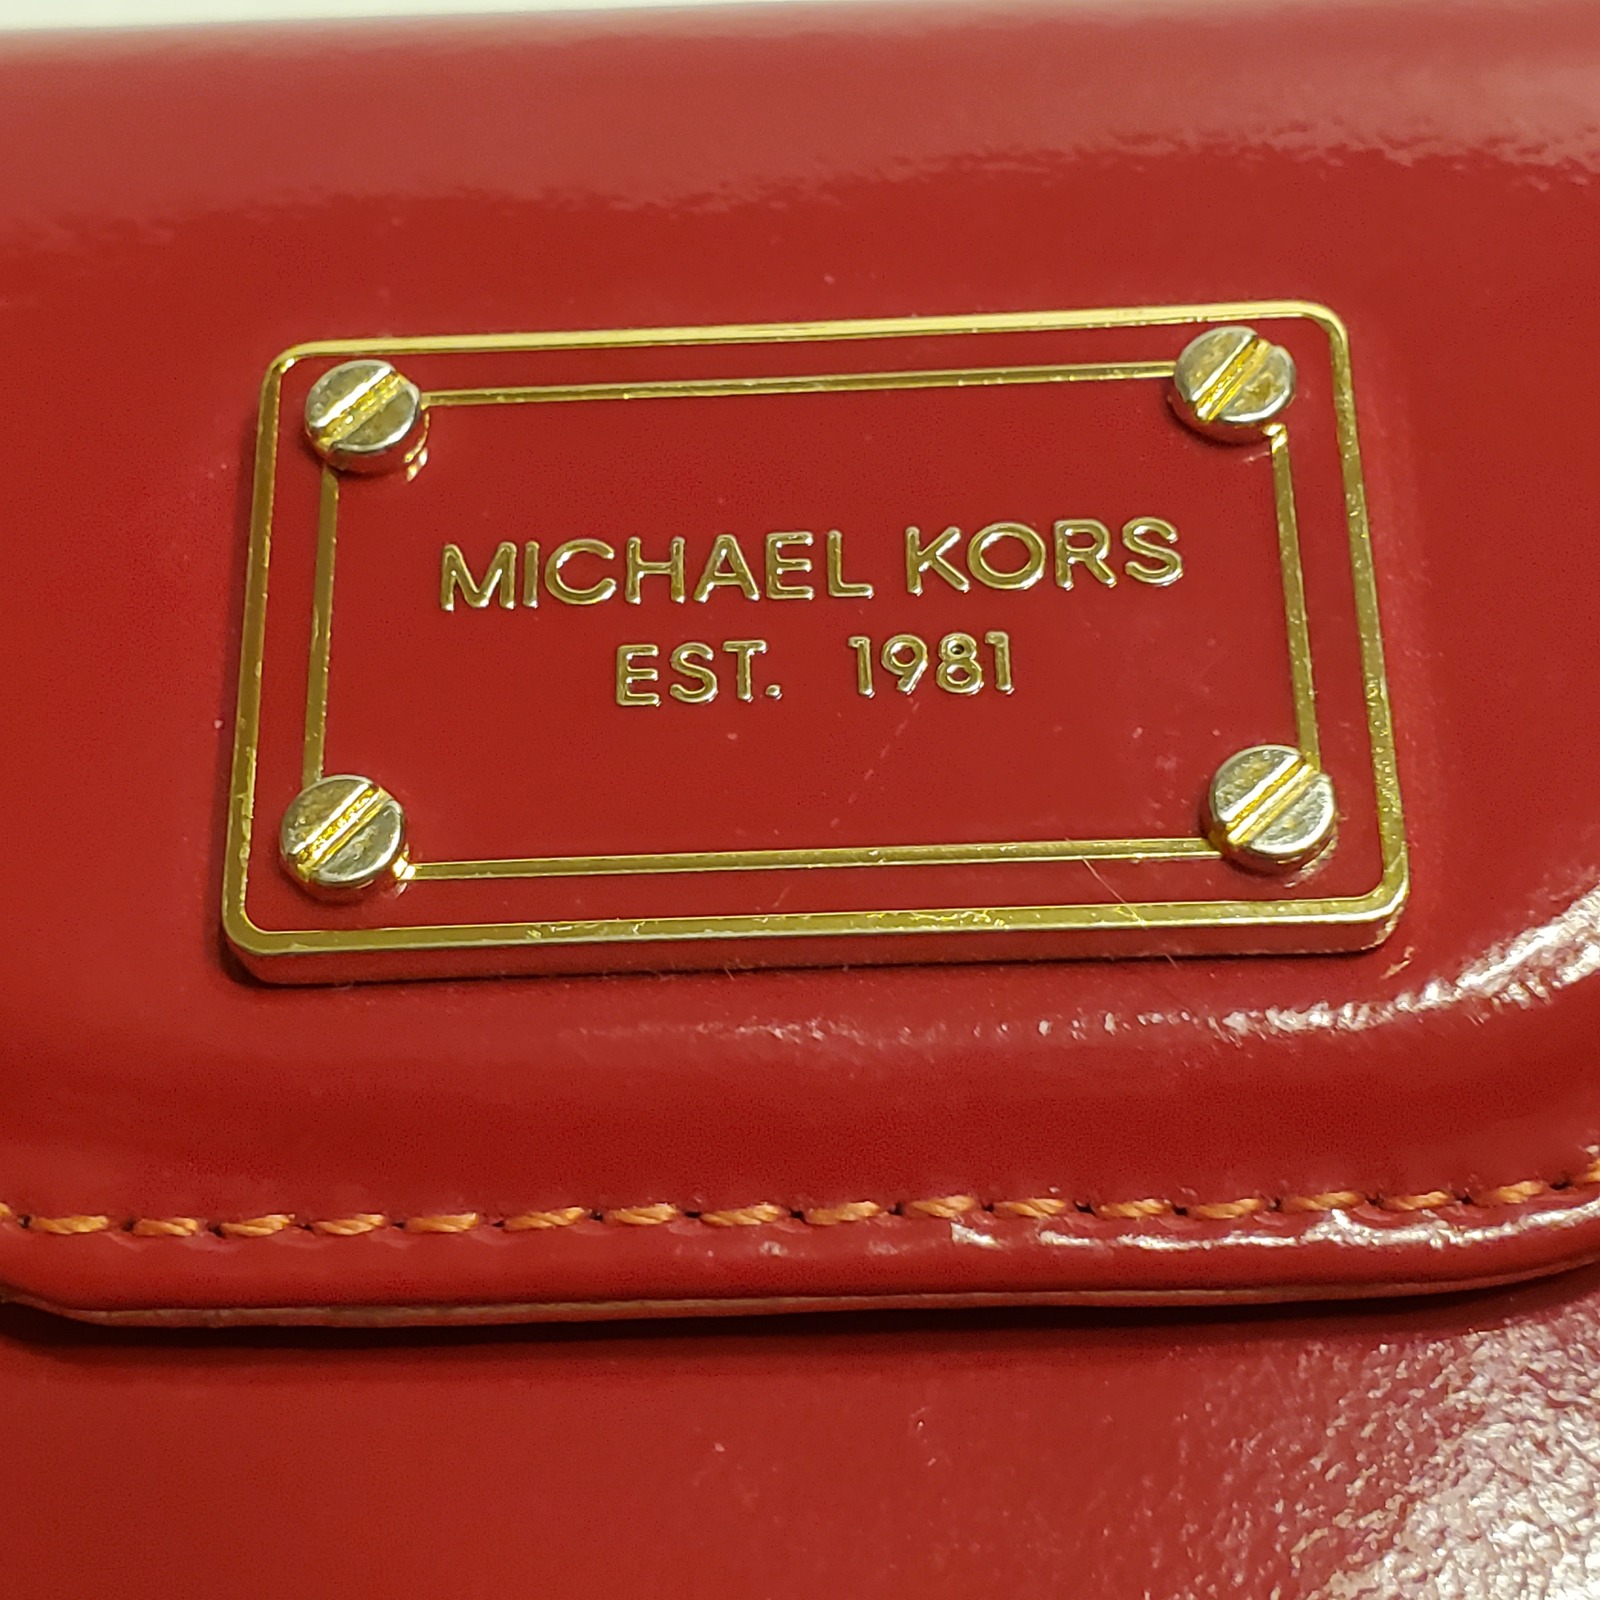 MICHAEL KORS
EST. 1981